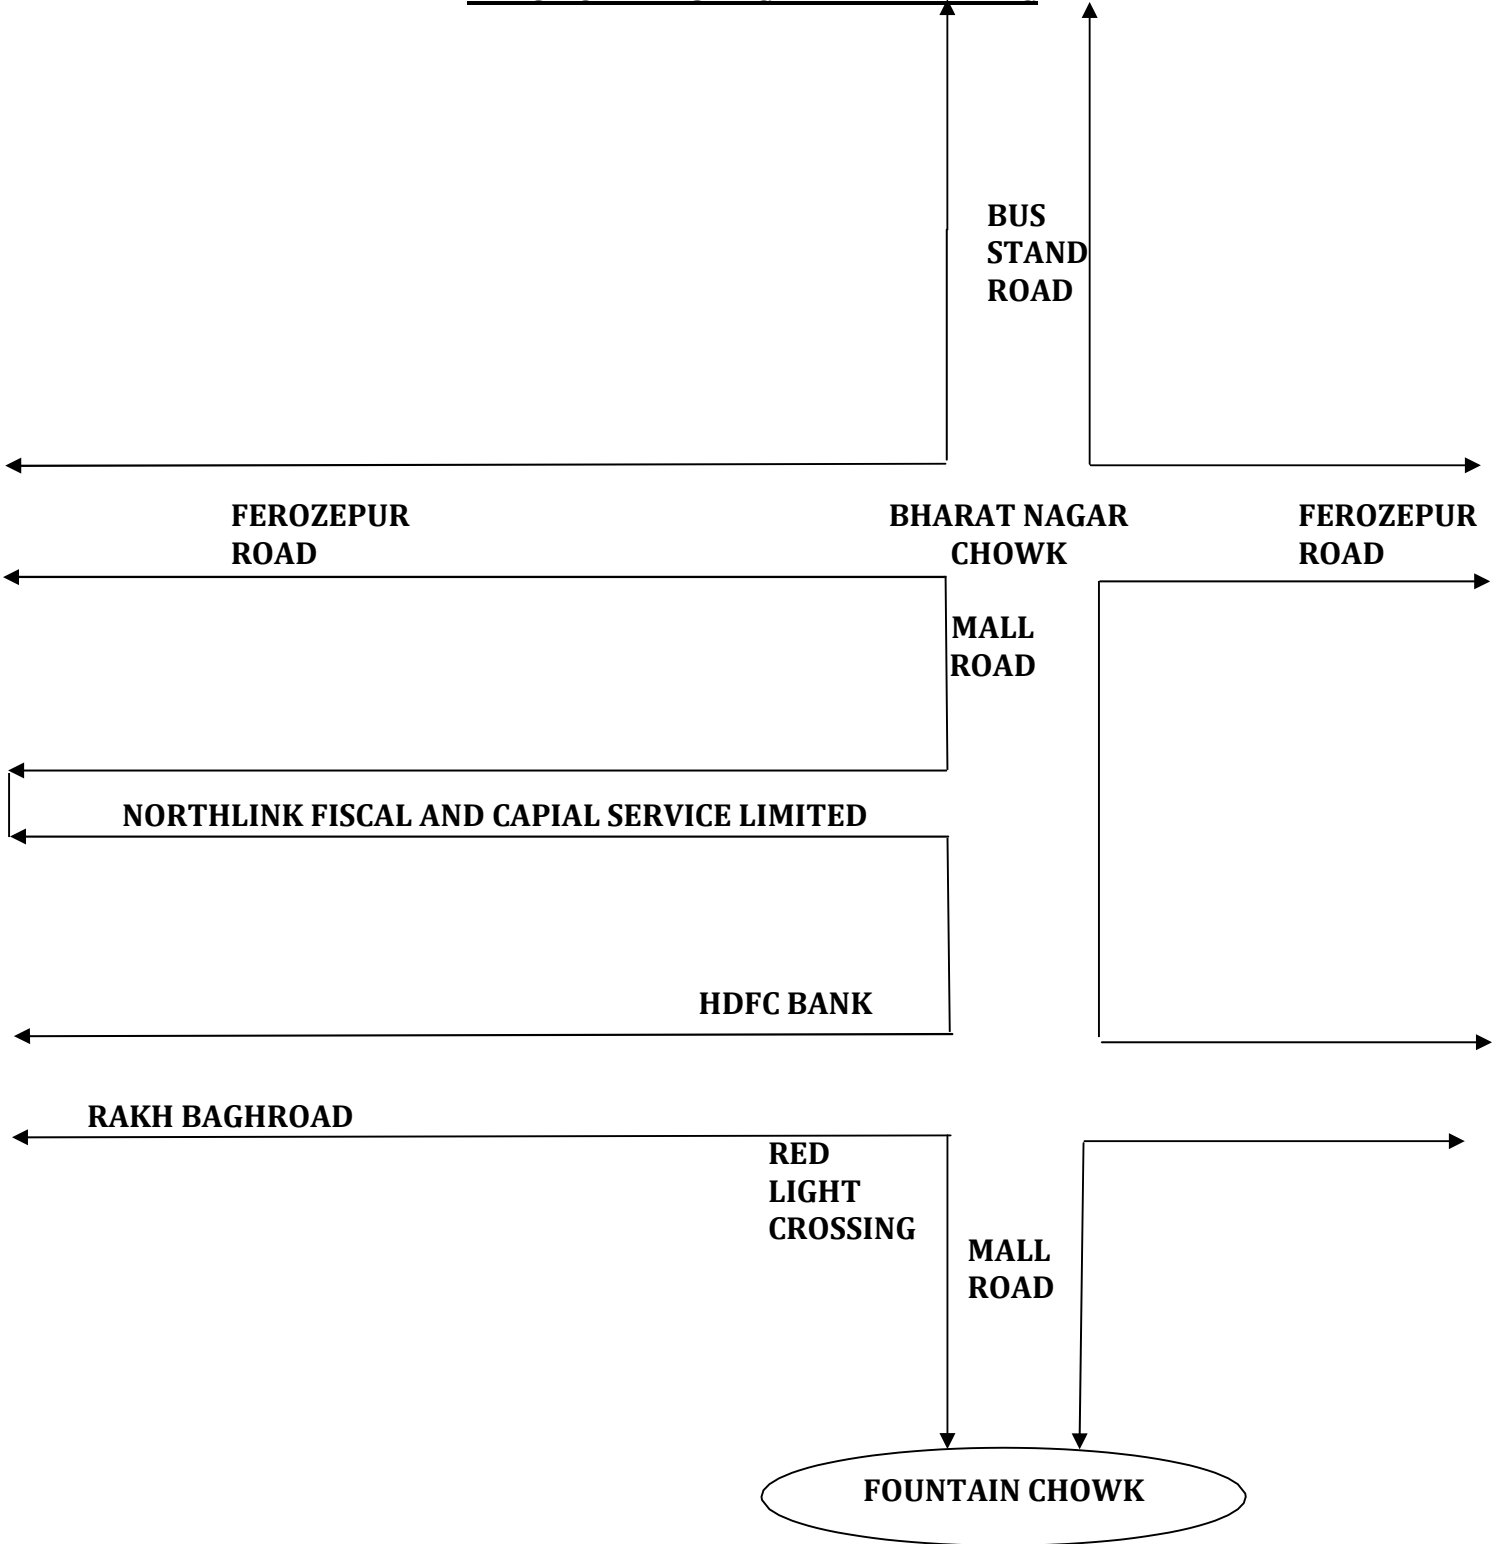 BUS
STAND
ROAD
FEROZEPUR
ROAD
BHARAT NAGAR
CHOWK
FEROZEPUR
ROAD
MALL
ROAD
NORTHLINK FISCAL AND CAPIAL SERVICE LIMITED
HDFC BANK
RAKH BAGHROAD
RED
LIGHT
CROSSING
MALL
ROAD
FOUNTAIN CHOWK